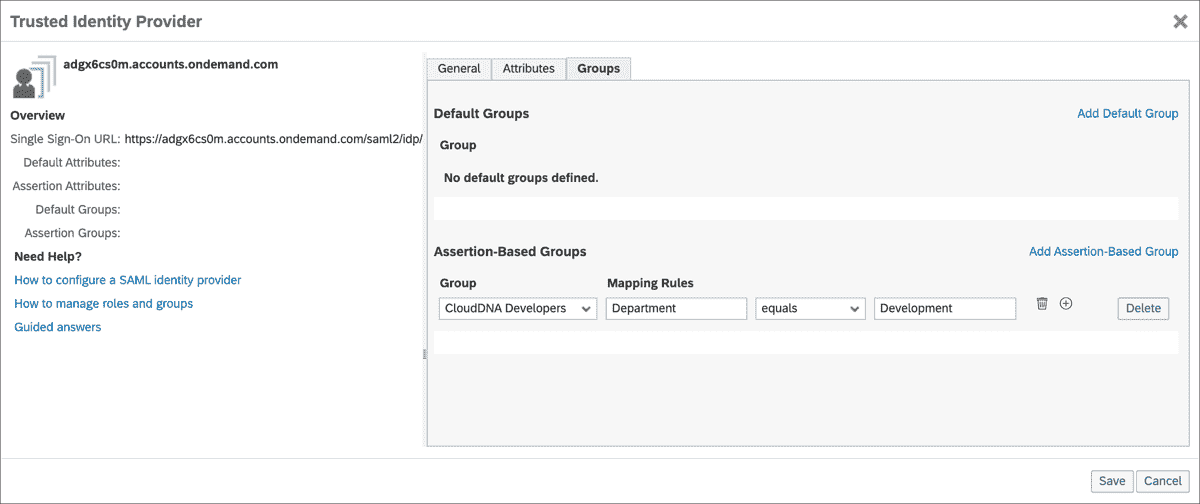 Trusted Identity Provider
adgx6cs0m.accounts.ondemand.com
Overview
Single Sign-On URL: https://adgx6cs0m.accounts.ondemand.com/saml2/idp/
Default Attributes:
Assertion Attributes:
Default Groups:
Assertion Groups:
Need Help?
How to configure a SAML identity provider
How to manage roles and groups
Guided answers
General Attributes Groups
Default Groups Add Default Group
Group
No default groups defined.
Assertion-Based Groups Add Assertion-Based Group
Group Mapping Rules
CloudDNA Developers Department equals Development Delete
Save Cancel